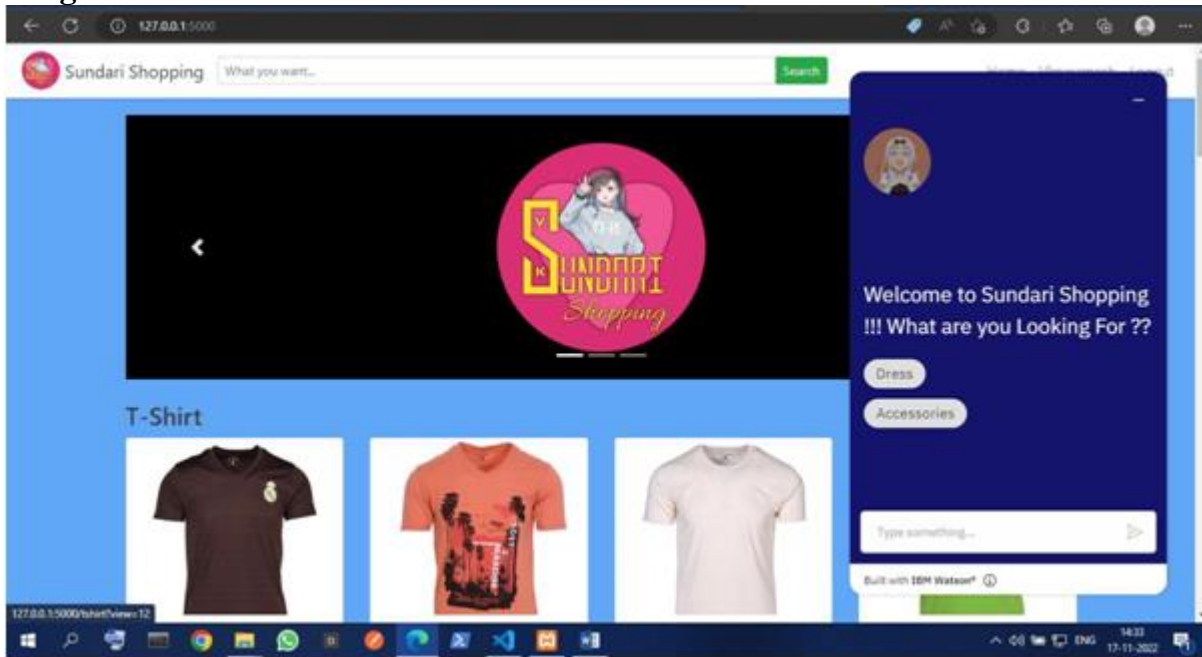 127.0.0.1:5000
Sundari Shopping
What you want...
Search
V
SUNDARI
K
Shopping
Welcome to Sundari Shopping
!!! What are you Looking For ??
Dress
Accessories
T-Shirt
Type something...
Built with IBM Watson®
127.0.0.1:5000/tshirt?view=12
ENG
14:33
17-11-2022